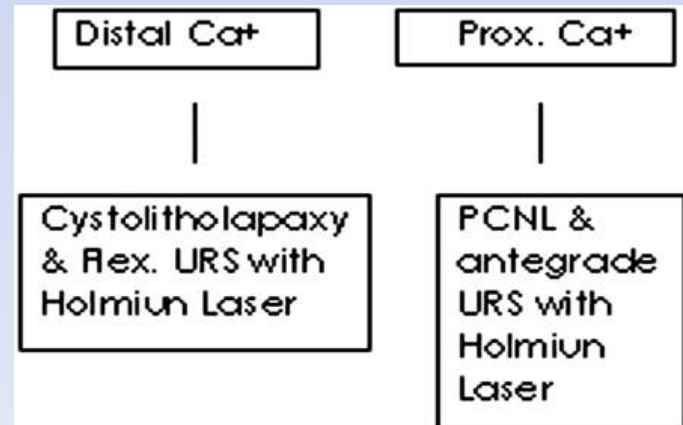 Distal Ca+
Prox. Ca+
Cystolitholapaxy
& Flex. URS with
Holmiun Laser
PCNL &
antegrade
URS with
Holmiun
Laser